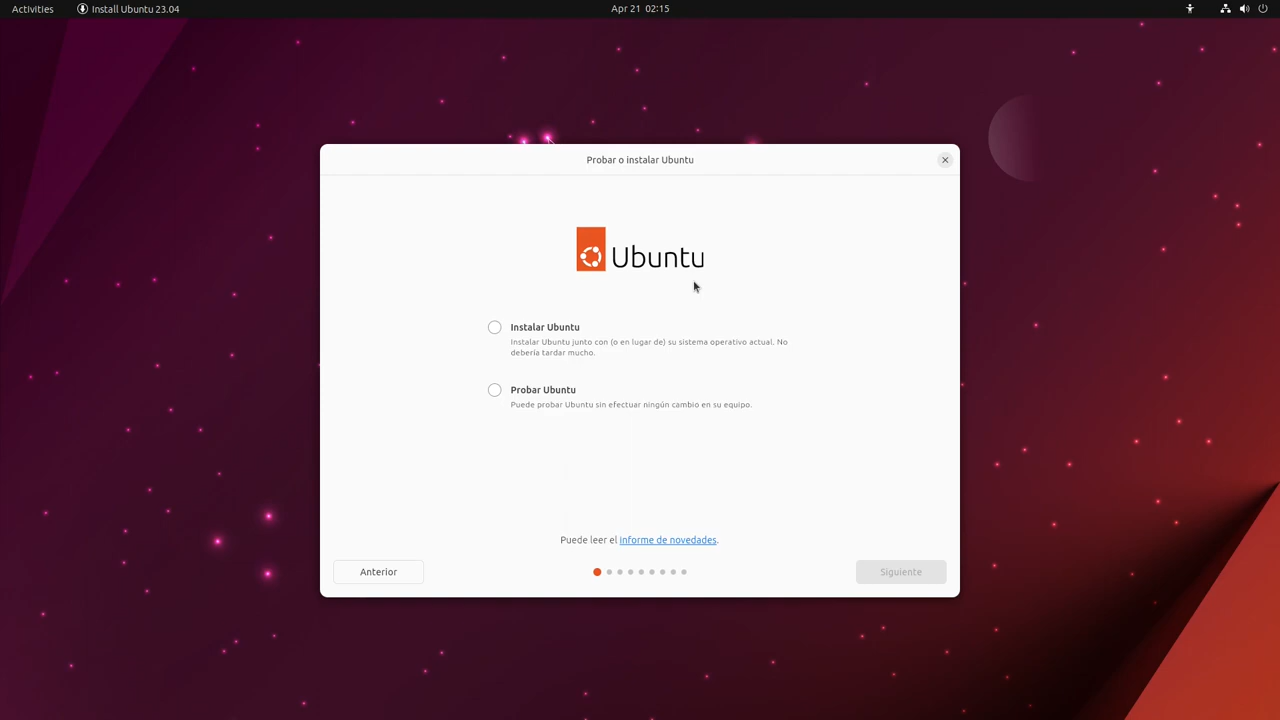 Activities
Install Ubuntu 23.04
Apr 21 02:15
Probar o instalar Ubuntu
Ubuntu
Instalar Ubuntu
Instalar Ubuntu junto con (o en lugar de) su sistema operativo actual. No
debería tardar mucho.
Probar Ubuntu
Puede probar Ubuntu sin efectuar ningún cambio en su equipo.
Puede leer el informe de novedades.
Anterior
Siguiente